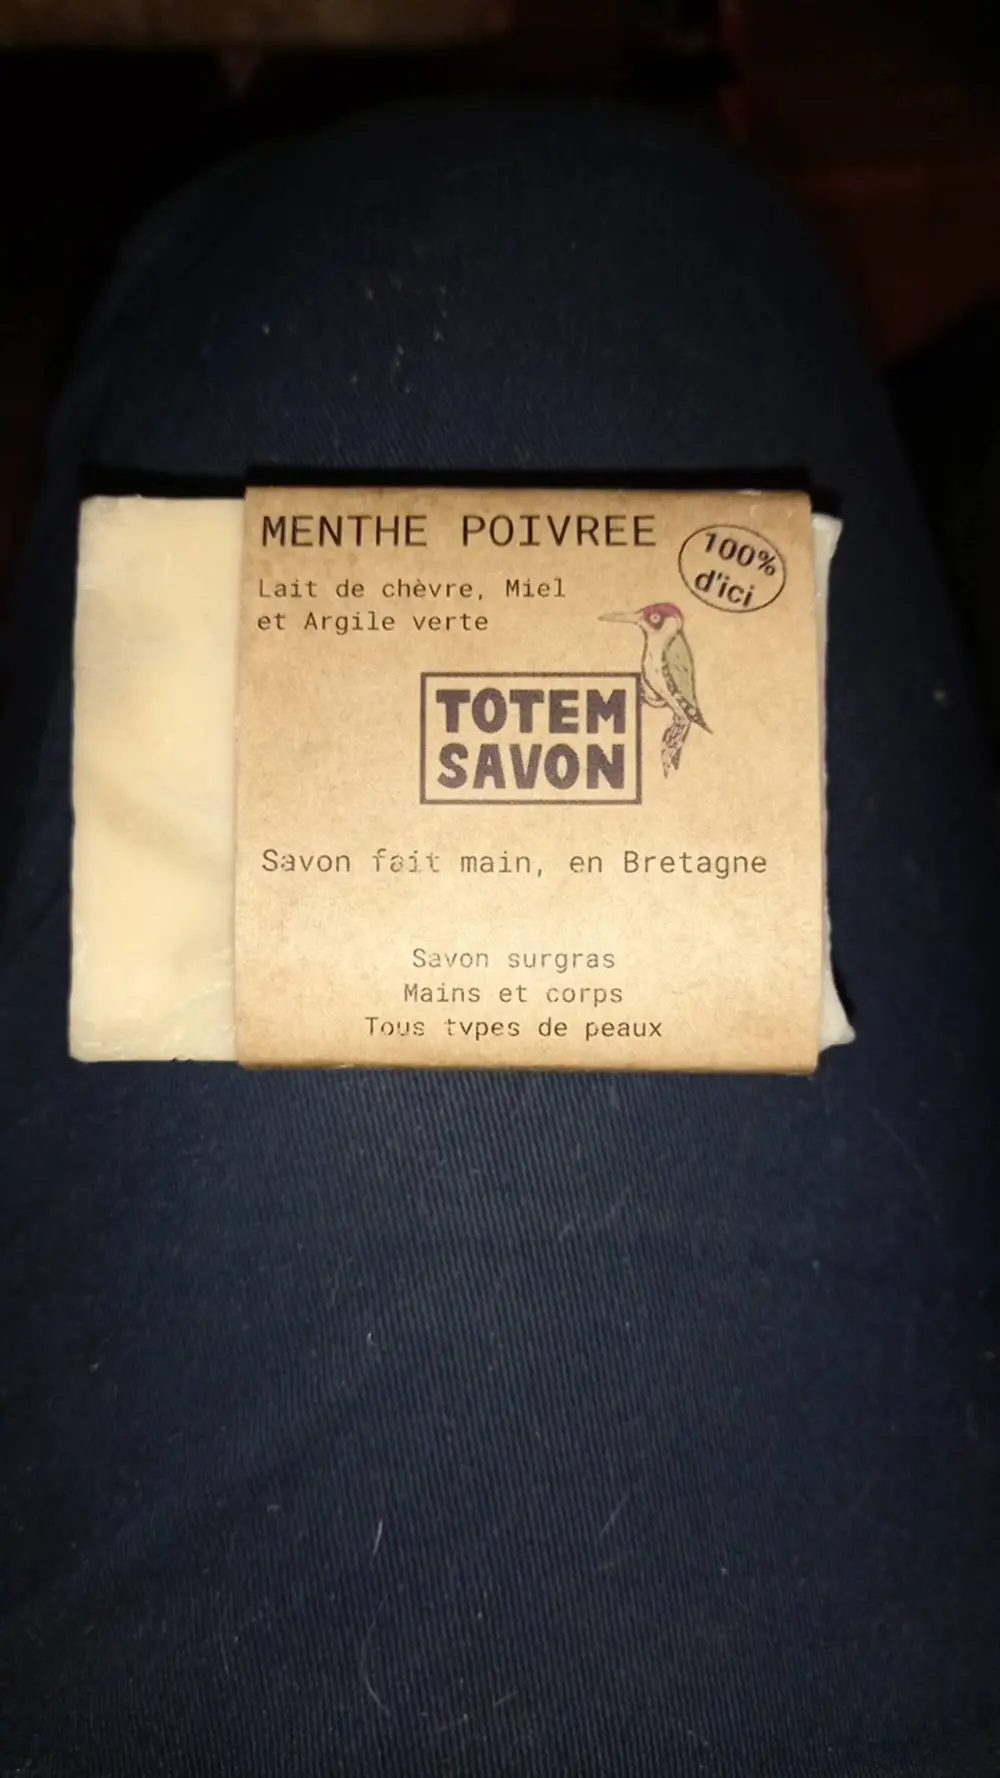 MENTHE POIVREE
100%
d'ici
Lait de chèvre, Miel
et Argile verte
TOTEM
SAVON
Savon fait main, en Bretagne
Savon surgras
Mains et corps
Tous types de peaux